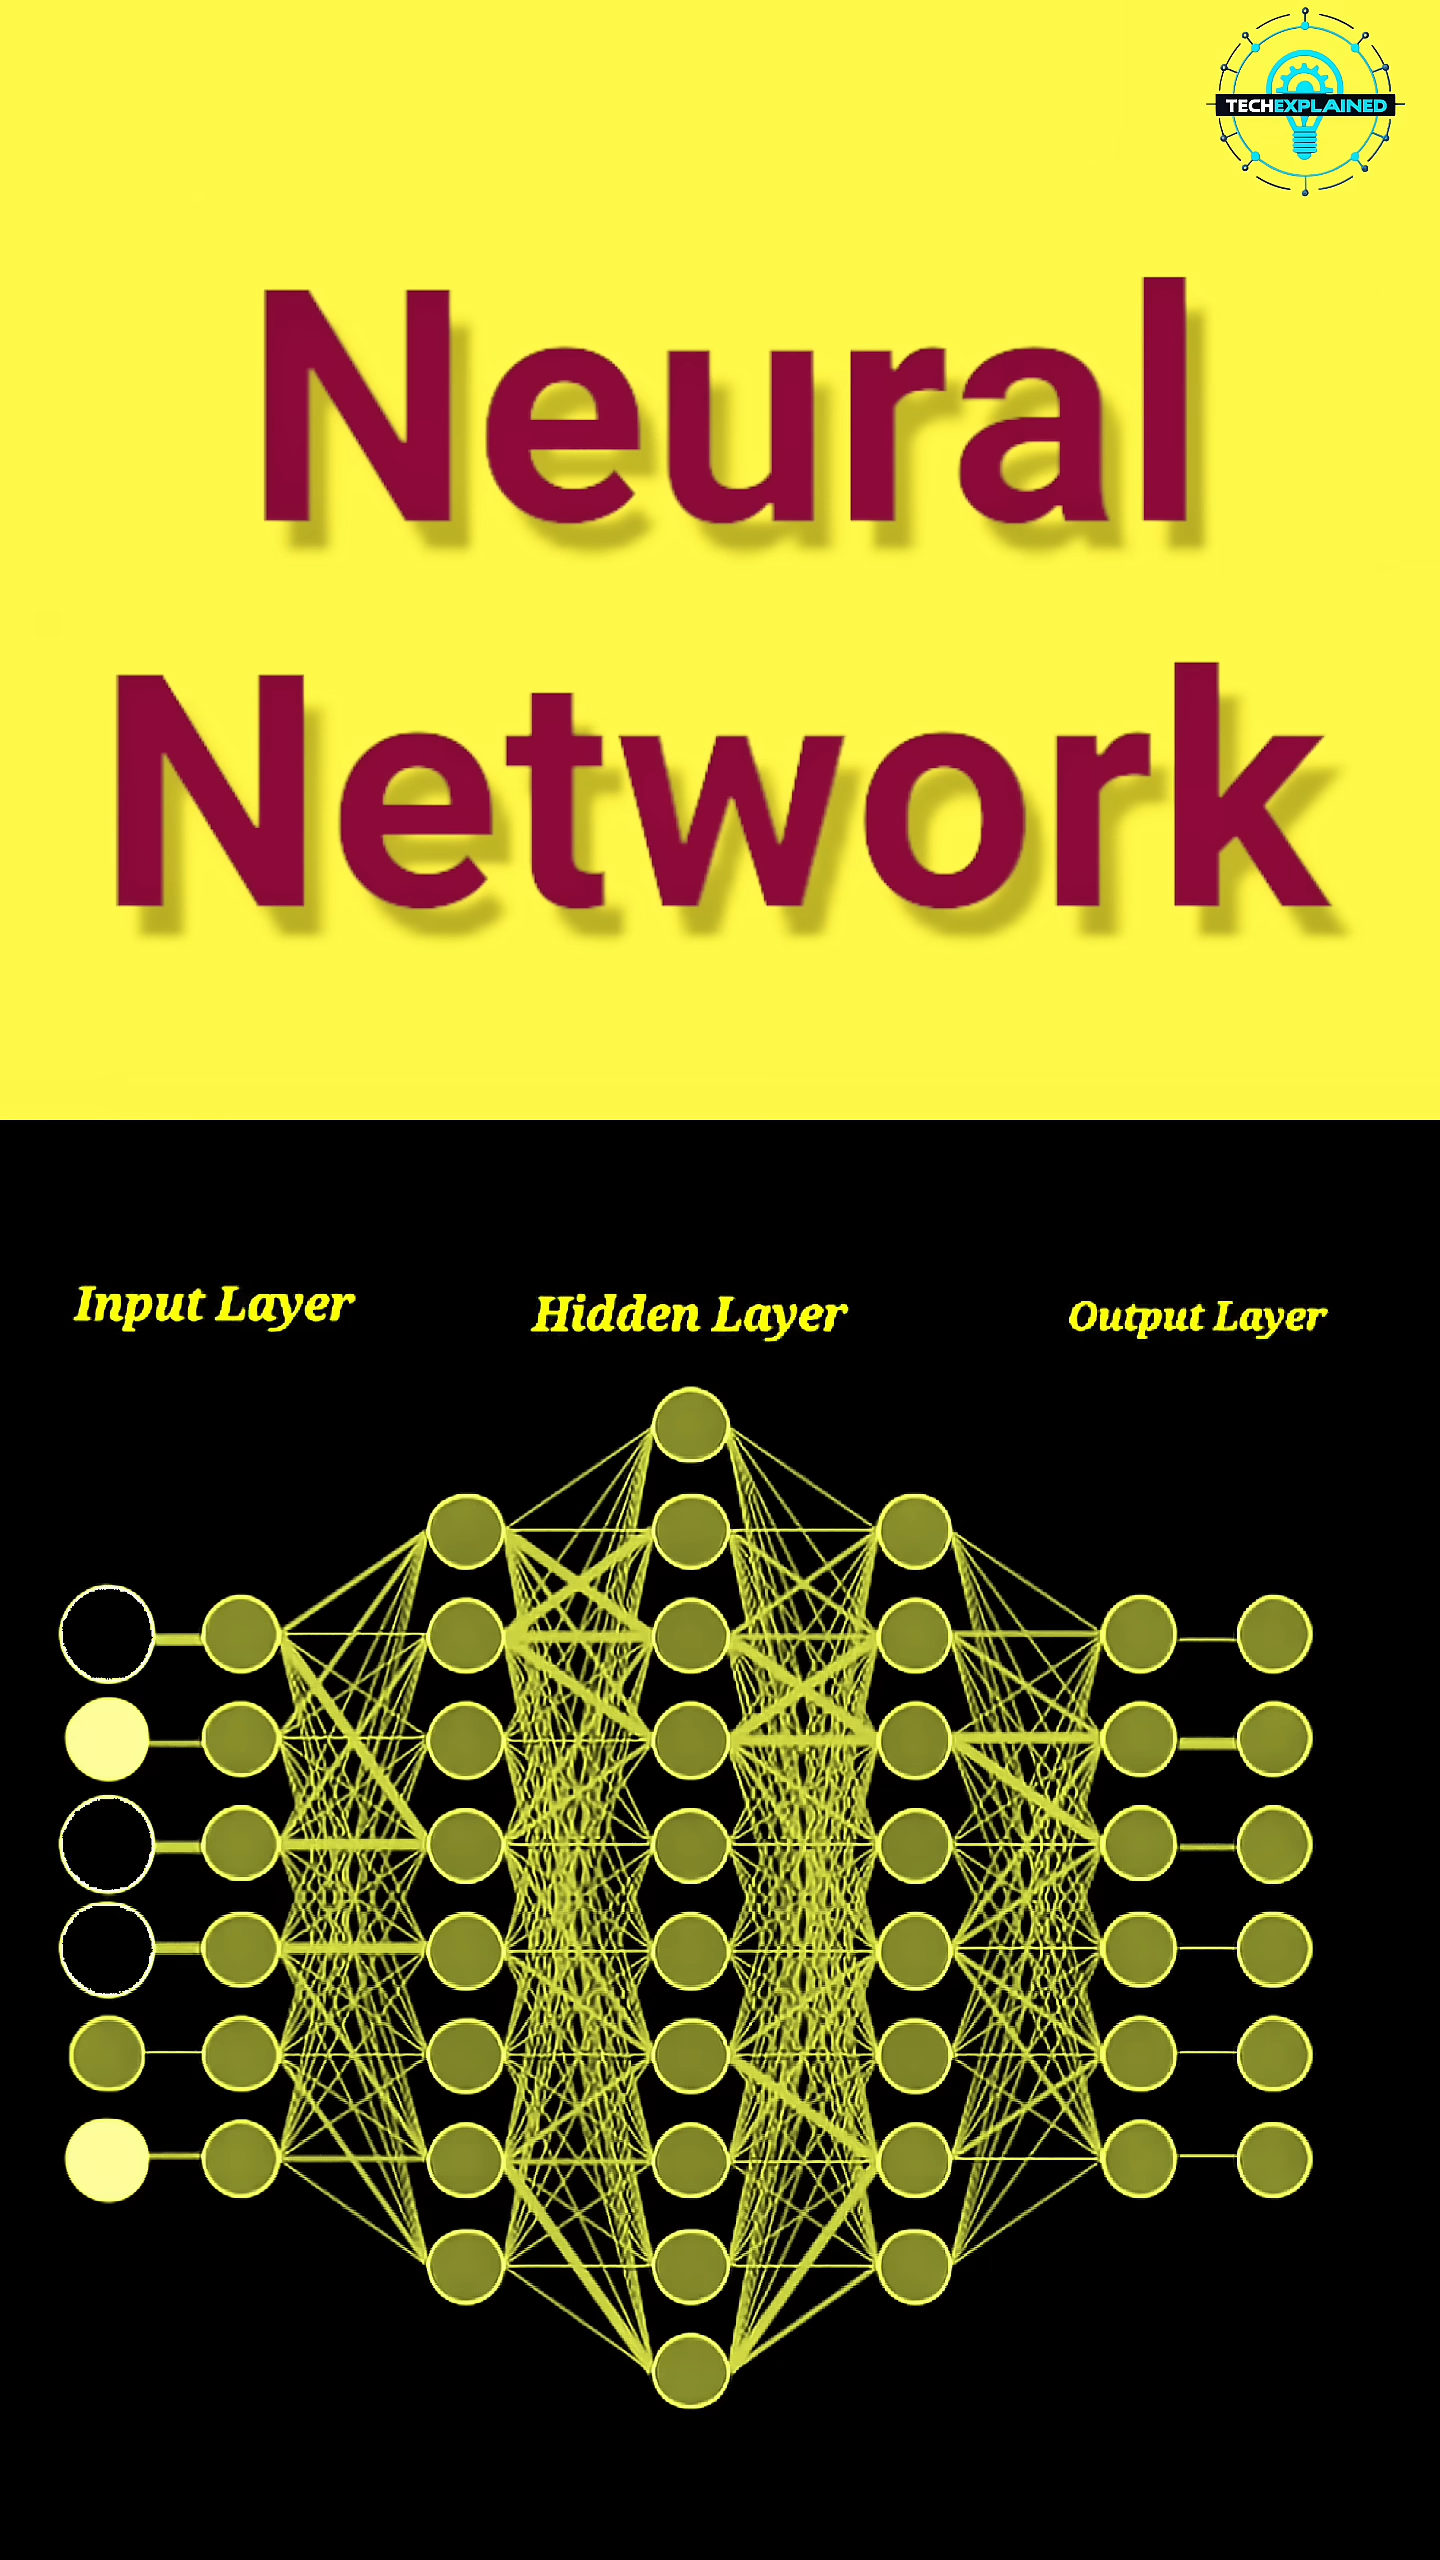 TECHEXPLAINED
Neural
Network
Input Layer
Hidden Layer
Output Layer